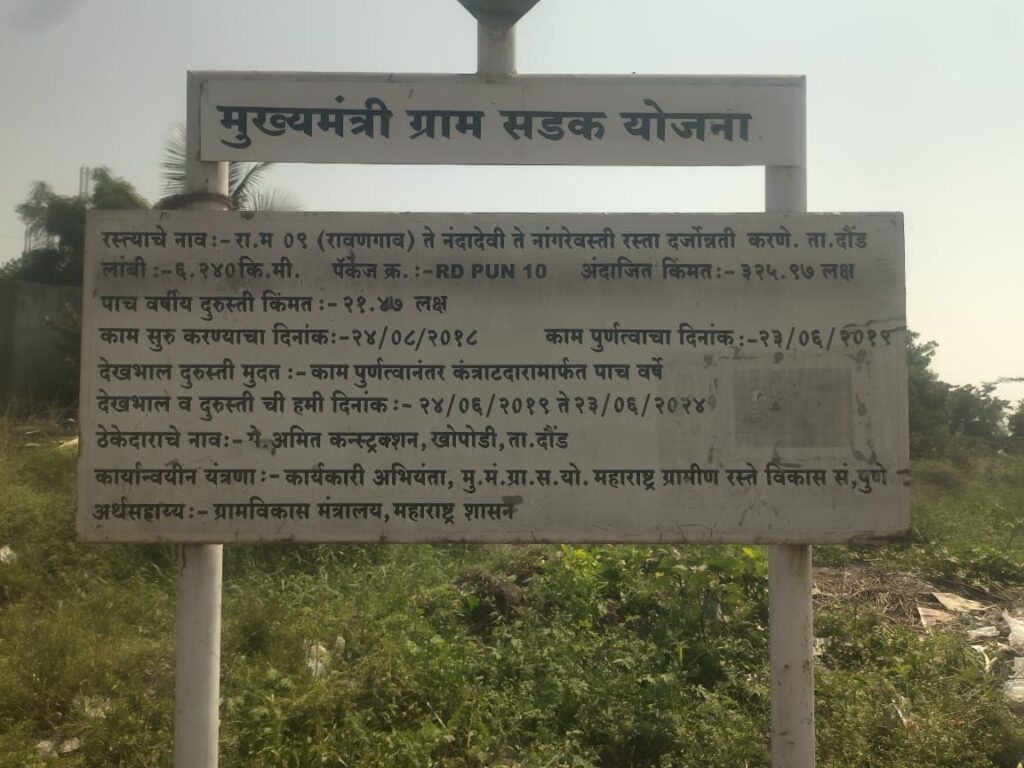 मुख्यमंत्री ग्राम सडक योजना
रस्त्याचे नाव:- रा.म ०९ (रावणगाव) ते नंदादेवी ते नांगरेवस्ती रस्ता दर्जोन्नती करणे. ता.दौंड
लांबी :-६.२४०कि.मी. पॅकेज क्र. :-RD PUN 10 अंदाजित किंमत:- ३२५.९७ लक्ष
पाच वर्षीय दुरुस्ती किंमत :-२१.४७ लक्ष
काम सुरु करण्याचा दिनांक:-२४/०८/२०१८ काम पुर्णत्वाचा दिनांक:-२३/०६/२०१९
देखभाल दुरुस्ती मुदत :- काम पुर्णत्वानंतर कंत्राटदारामार्फत पाच वर्षे
देखभाल व दुरुस्ती ची हमी दिनांक:- २४/०६/२०१९ ते २३/०६/२०२४
ठेकेदाराचे नाव:- मे.अमित कन्स्ट्रक्शन, खोपोडी, ता.दौंड
कार्यान्वयीन यंत्रणा :- कार्यकारी अभियंता, मु.मं.ग्रा.स.यो. महाराष्ट्र ग्रामीण रस्ते विकास सं,पुणे
अर्थसहाय्य:- ग्रामविकास मंत्रालय, महाराष्ट्र शासन